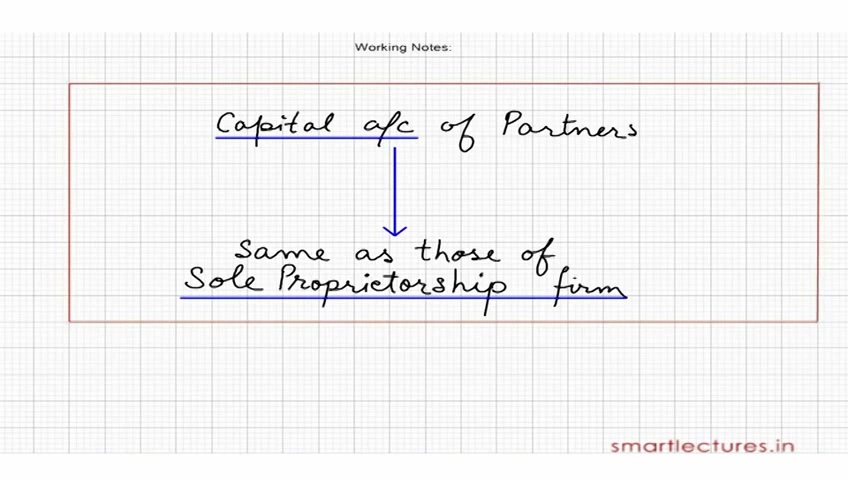 Working Notes:
Capital a/c of Partners
Same as those of
Sole Proprietorship firm
smartlectures.in